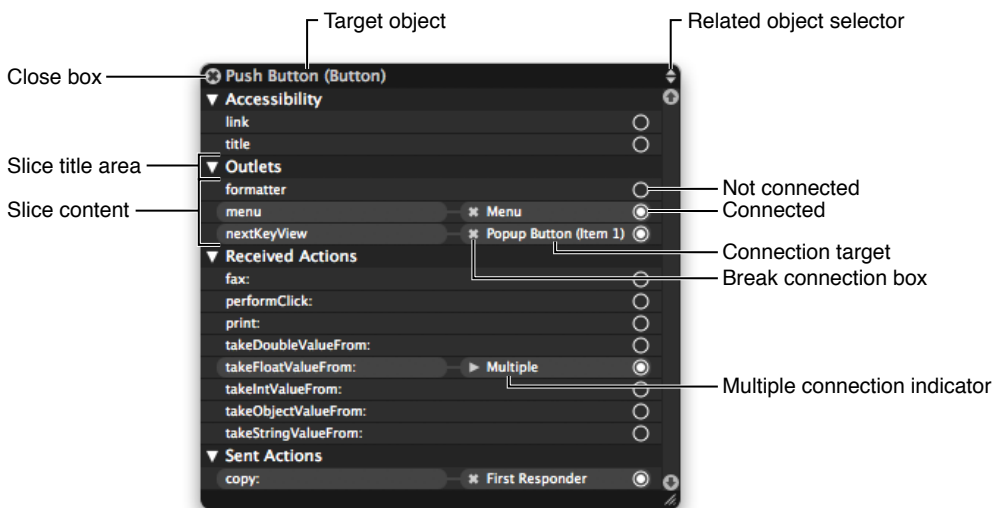 Target object
Related object selector
Close box
Push Button (Button)
Accessibility
link
title
Slice title area
Outlets
Slice content
formatter
Not connected
menu
Menu
Connected
nextKeyView
Popup Button (Item 1)
Connection target
Received Actions
Break connection box
fax:
performClick:
print:
takeDoubleValueFrom:
takeFloatValueFrom:
Multiple
Multiple connection indicator
takeIntValueFrom:
takeObjectValueFrom:
takeStringValueFrom:
Sent Actions
copy:
First Responder